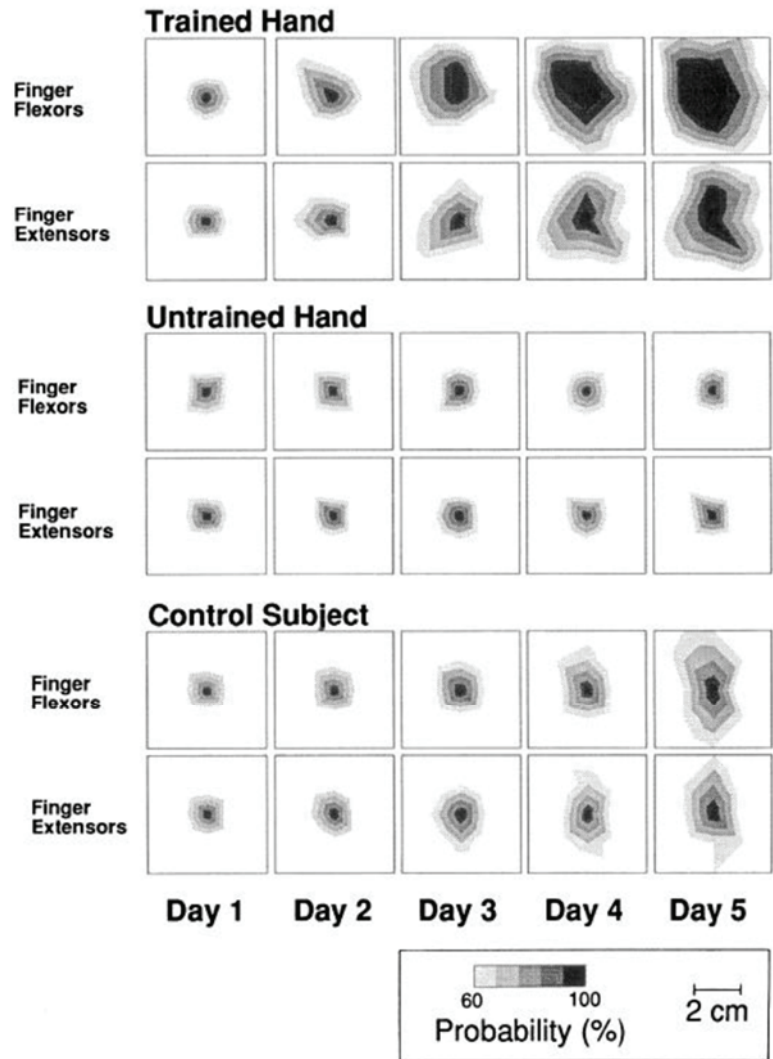 Trained Hand
Finger
Flexors
Finger
Extensors
Untrained Hand
Finger
Flexors
Finger
Extensors
Control Subject
Finger
Flexors
Finger
Extensors
Day 1 Day 2 Day 3 Day 4 Day 5
60 100
2 cm
Probability (%)